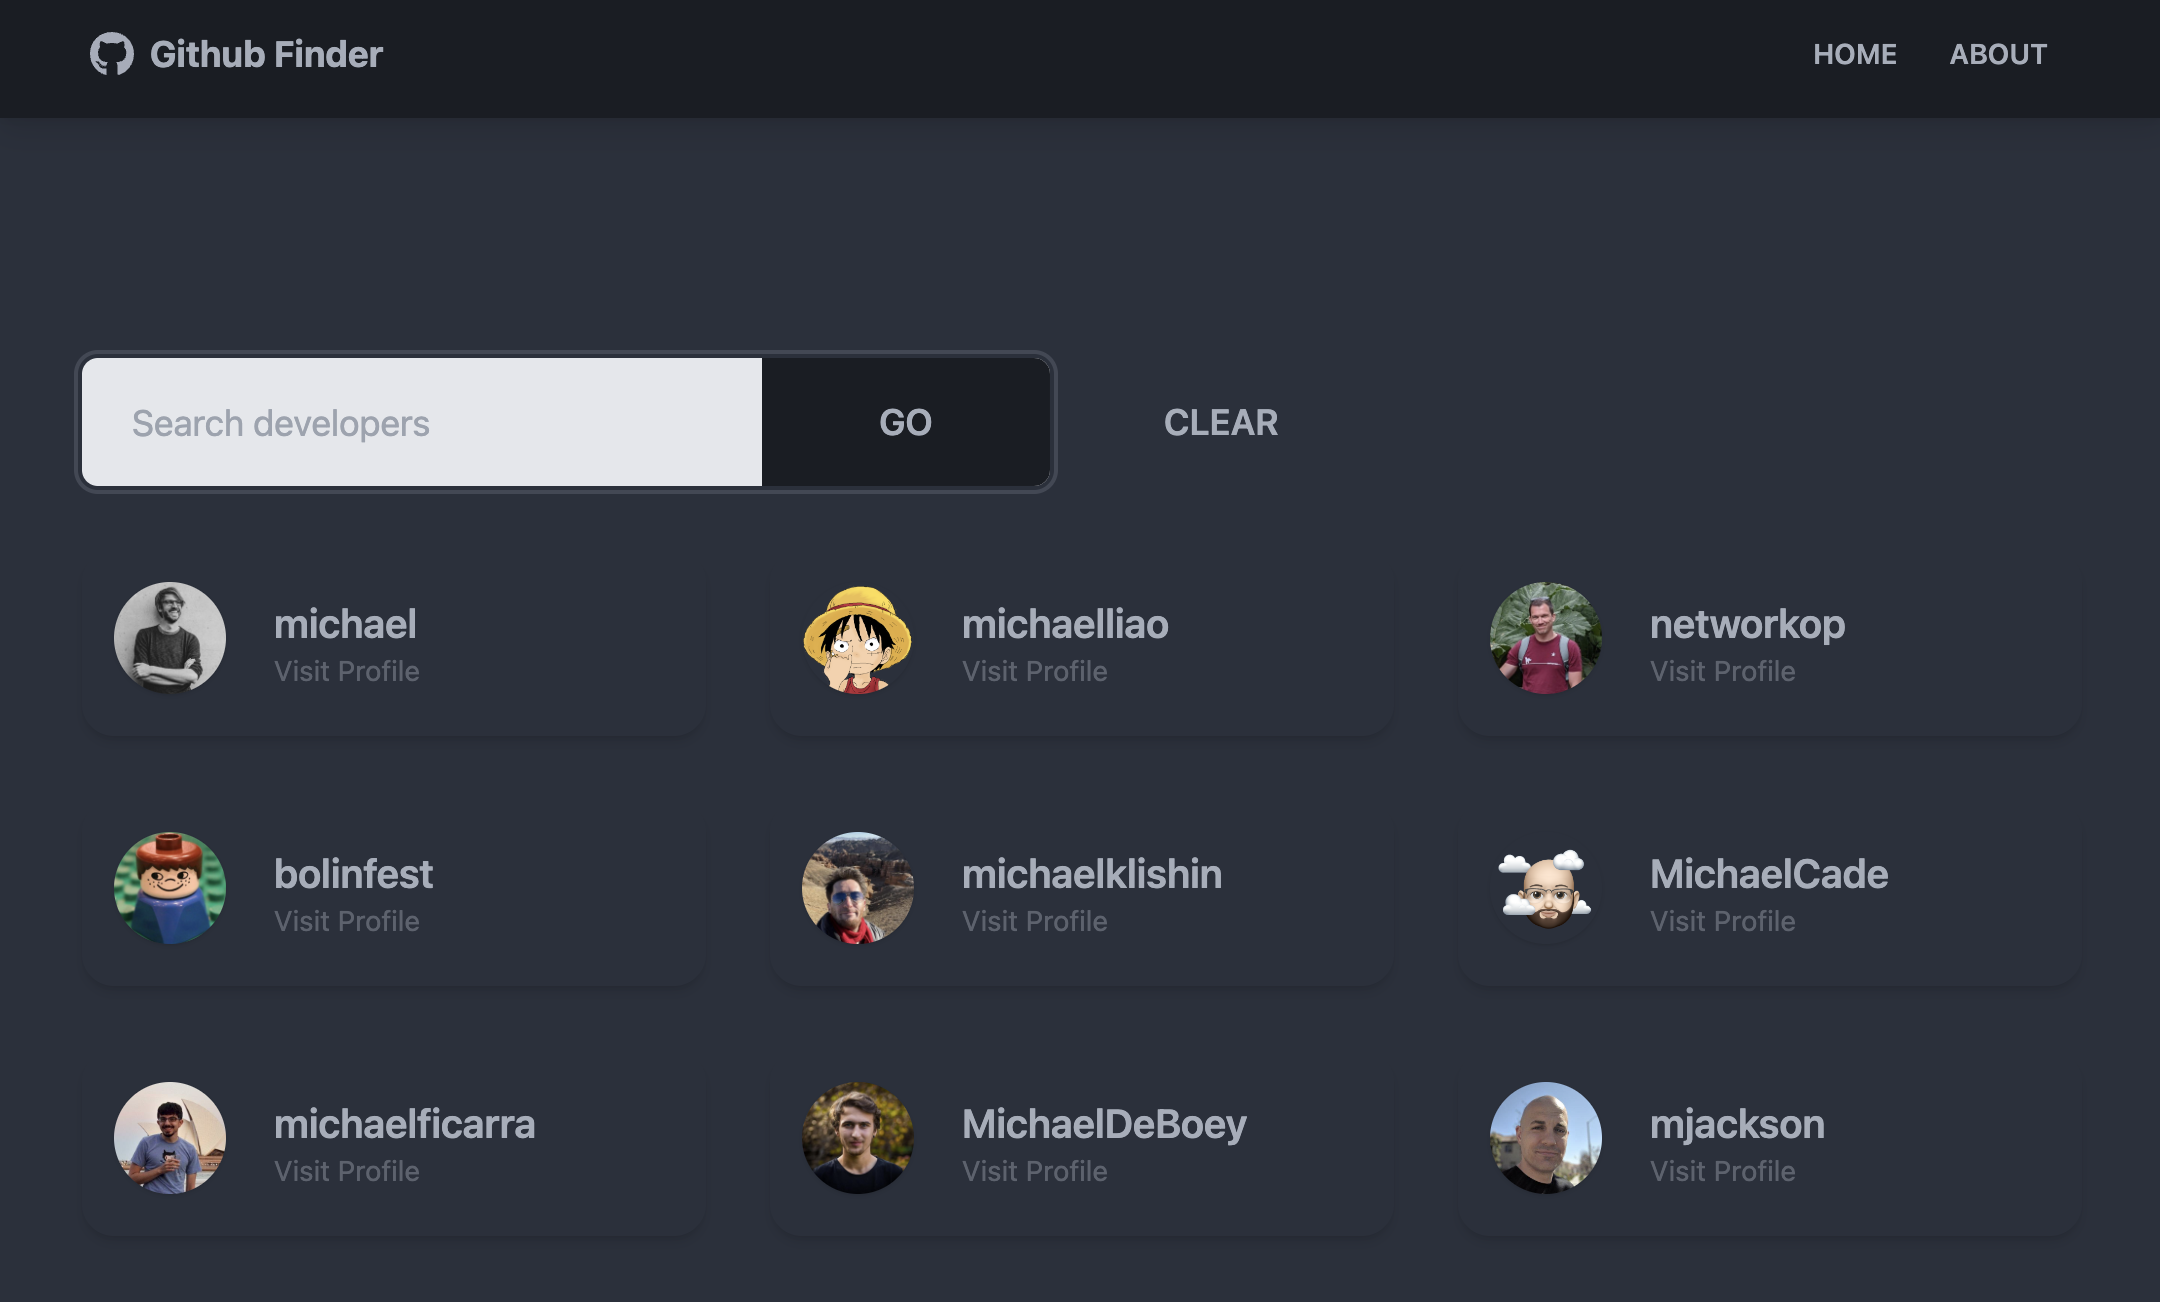 Github Finder
HOME
ABOUT
Search developers
GO
CLEAR
michael
Visit Profile
michaelliao
Visit Profile
networkop
Visit Profile
bolinfest
Visit Profile
michaelklishin
Visit Profile
MichaelCade
Visit Profile
michaelficarra
Visit Profile
MichaelDeBoey
Visit Profile
mjackson
Visit Profile